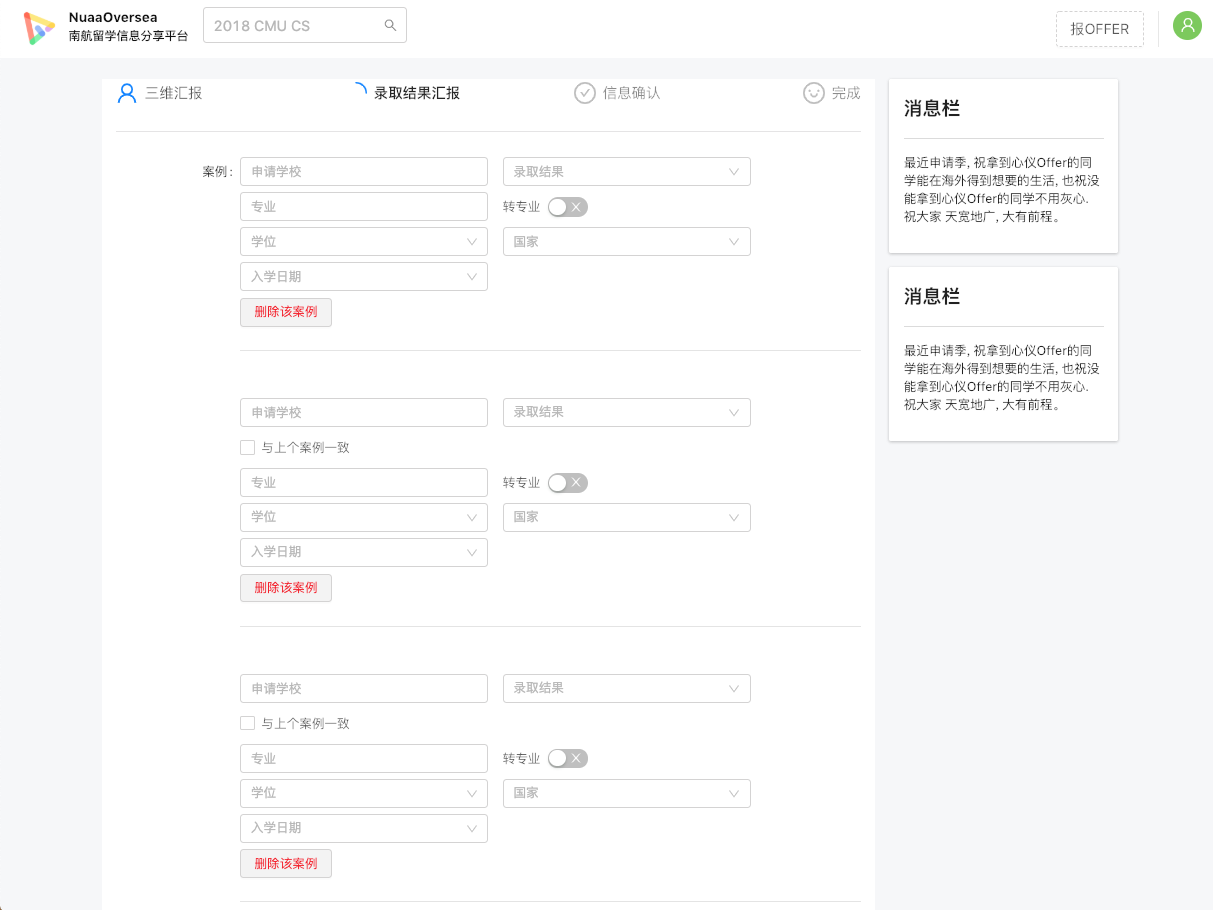 NuaaOversea
南航留学信息分享平台
2018 CMU CS
报OFFER
三维汇报
录取结果汇报
信息确认
完成
案例:
申请学校
录取结果
专业
转专业
学位
国家
入学日期
删除该案例
申请学校
录取结果
与上个案例一致
专业
转专业
学位
国家
入学日期
删除该案例
申请学校
录取结果
与上个案例一致
专业
转专业
学位
国家
入学日期
删除该案例
消息栏
最近申请季, 祝拿到心仪Offer的同
学能在海外得到想要的生活, 也祝没
能拿到心仪Offer的同学不用灰心.
祝大家 天宽地广, 大有前程。
消息栏
最近申请季, 祝拿到心仪Offer的同
学能在海外得到想要的生活, 也祝没
能拿到心仪Offer的同学不用灰心.
祝大家 天宽地广, 大有前程。